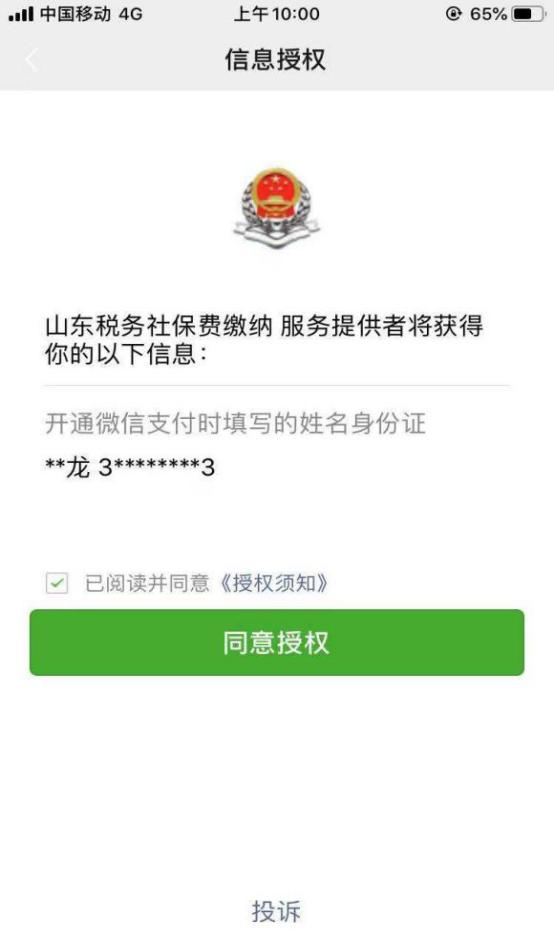 中国移动 4G 上午10:00 65%
信息授权
山东税务社保费缴纳 服务提供者将获得
你的以下信息：
开通微信支付时填写的姓名身份证
**龙 3********3
已阅读并同意《授权须知》
同意授权
投诉